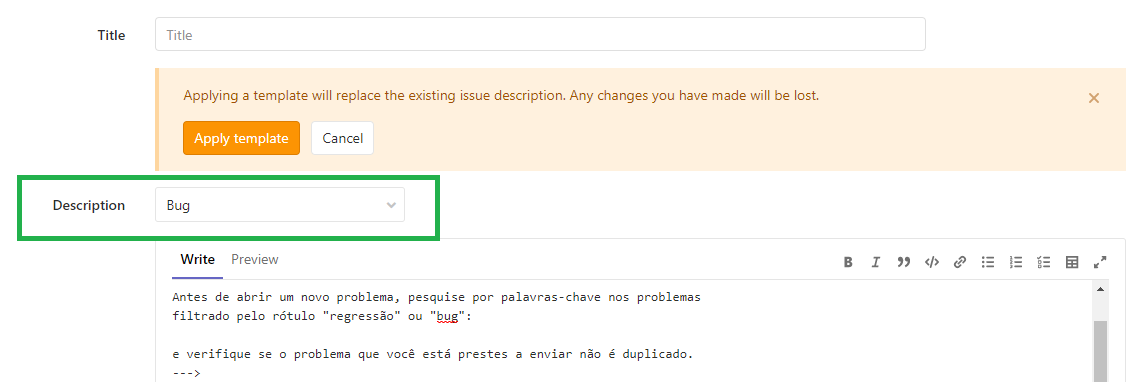 Title Title
Applying a template will replace the existing issue description. Any changes you have made will be lost.
Apply template Cancel
Description Bug
Write Preview
Antes de abrir um novo problema, pesquise por palavras-chave nos problemas
filtrado pelo rótulo "regressão" ou "bug":
e verifique se o problema que você está prestes a enviar não é duplicado.
--->